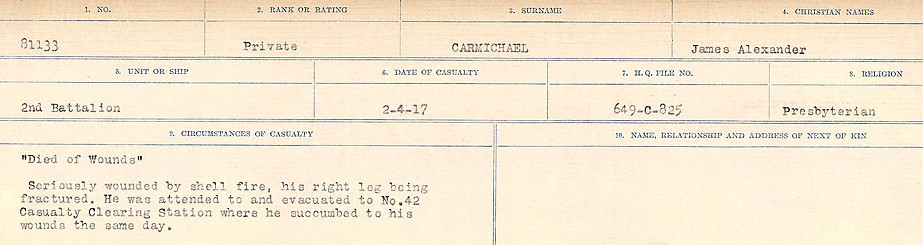 1. NO. 2. RANK OR RATING 3. SURNAME 4. CHRISTIAN NAMES
81133 Private CARMICHAEL James Alexander
5. UNIT OR SHIP 6. DATE OF CASUALTY 7. H.Q. FILE NO. 8. RELIGION
2nd Battalion 2-4-17 649-C-825 Presbyterian
9. CIRCUMSTANCES OF CASUALTY 10. NAME, RELATIONSHIP AND ADDRESS OF NEXT OF KIN
"Died of Wounds"
Seriously wounded by shell fire, his right leg being
fractured. He was attended to and evacuated to No.42
Casualty Clearing Station where he succumbed to his
wounds the same day.